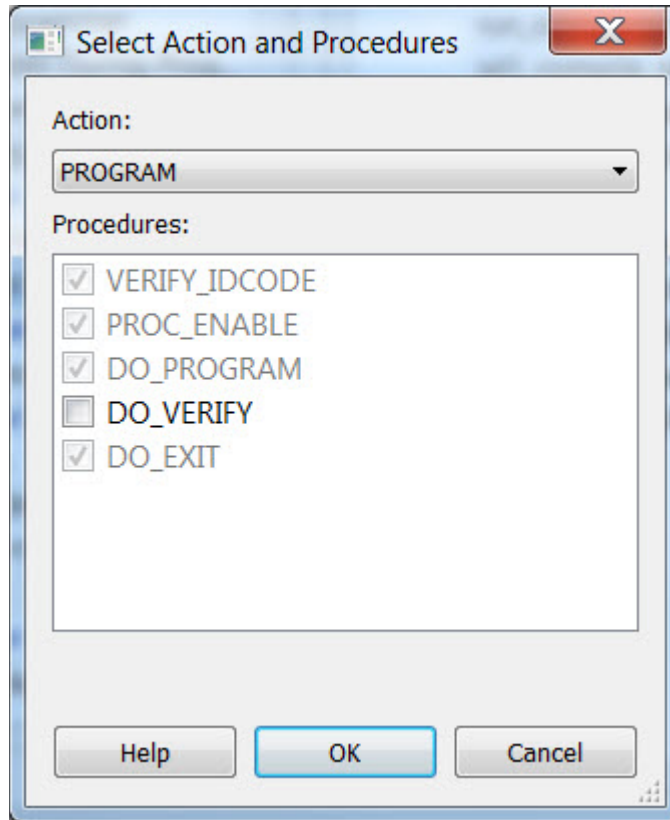 Select Action and Procedures
Action:
PROGRAM
Procedures:
VERIFY_IDCODE
PROC_ENABLE
DO_PROGRAM
DO_VERIFY
DO_EXIT
Help OK Cancel